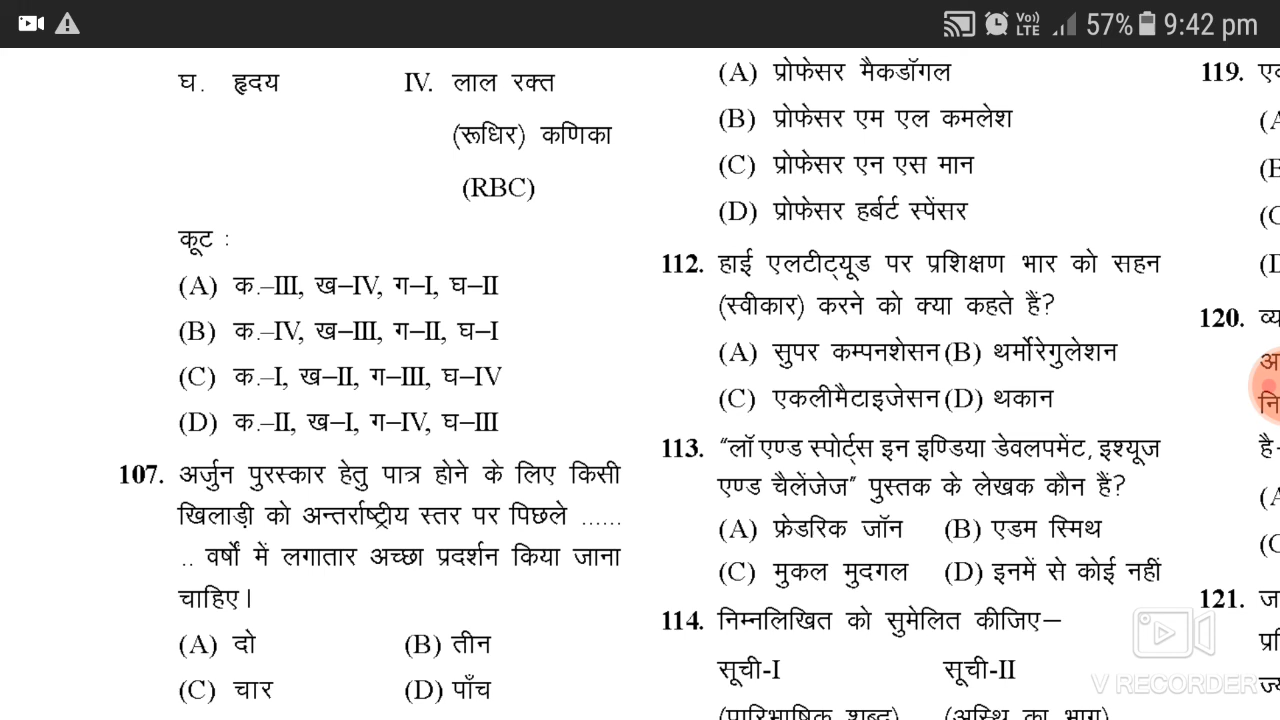 Vo))
LTE
57%
9:42 pm
घ. हृदय IV. लाल रक्त
(रूधिर) कणिका
(RBC)
कूट :
(A) क.–III, ख–IV, ग–I, घ–II
(B) क.–IV, ख–III, ग–II, घ–I
(C) क.–I, ख–II, ग–III, घ–IV
(D) क.–II, ख–I, ग–IV, घ–III
107. अर्जुन पुरस्कार हेतु पात्र होने के लिए किसी
खिलाड़ी को अन्तर्राष्ट्रीय स्तर पर पिछले ......
.. वर्षों में लगातार अच्छा प्रदर्शन किया जाना
चाहिए।
(A) दो (B) तीन
(C) चार (D) पाँच
(A) प्रोफेसर मैकडॉगल
(B) प्रोफेसर एम एल कमलेश
(C) प्रोफेसर एन एस मान
(D) प्रोफेसर हर्बर्ट स्पेंसर
112. हाई एलटीट्यूड पर प्रशिक्षण भार को सहन
(स्वीकार) करने को क्या कहते हैं?
(A) सुपर कम्पनशेसन (B) थर्मोरेगुलेशन
(C) एकलीमैटाइजेसन (D) थकान
113. “लॉ एण्ड स्पोर्ट्स इन इण्डिया डेवलपमेंट, इश्यूज
एण्ड चैलेंजेज” पुस्तक के लेखक कौन हैं?
(A) फ्रेडरिक जॉन (B) एडम स्मिथ
(C) मुकल मुदगल (D) इनमें से कोई नहीं
114. निम्नलिखित को सुमेलित कीजिए–
सूची-I सूची-II
(पारिभाषिक शब्द) (अस्थि का भाग)
119.
120.
है-
121.
V RECORDER